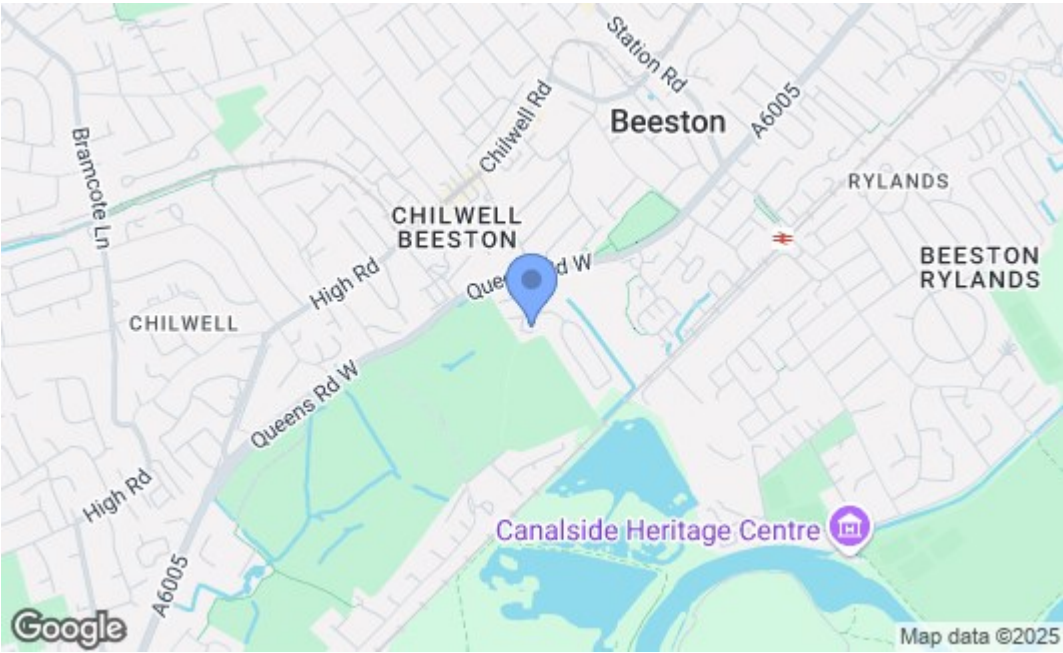 Station Rd
Beeston
A6005
Chilwell Rd
Bramcote Ln
RYLANDS
CHILWELL
BEESTON
BEESTON
RYLANDS
Queens Rd W
High Rd
CHILWELL
Queens Rd W
High Rd
Canalside Heritage Centre
A6005
Google
Map data ©2025